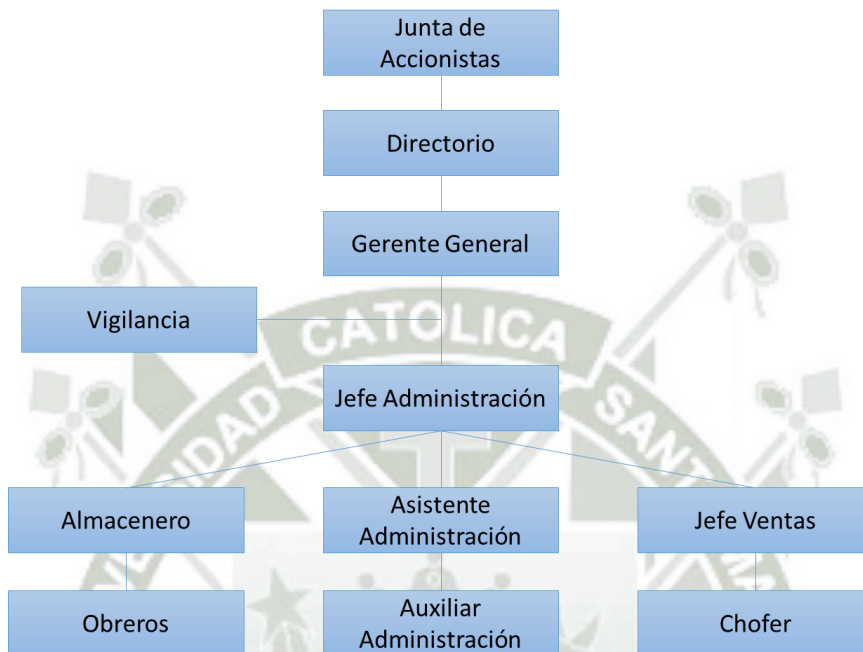 Junta de
Accionistas
Directorio
Gerente General
Vigilancia
CATOLICA
Jefe Administración
SANT
Almacenero
Asistente
Administración
Jefe Ventas
Obreros
Auxiliar
Administración
Chofer